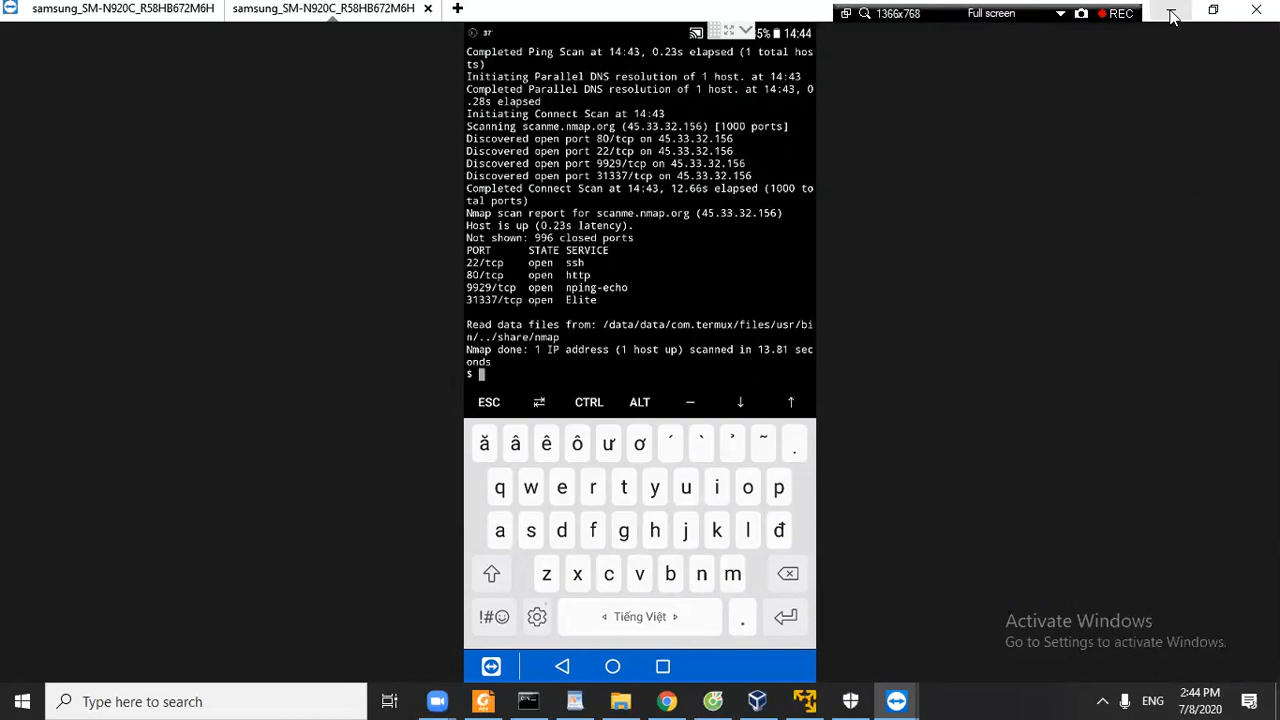 samsung_SM-N920C_R58HB672M6H
samsung_SM-N920C_R58HB672M6H
1366x768
Full screen
REC
37
5%
14:44
Completed Ping Scan at 14:43, 0.23s elapsed (1 total hos
ts)
Initiating Parallel DNS resolution of 1 host. at 14:43
Completed Parallel DNS resolution of 1 host. at 14:43, 0
.28s elapsed
Initiating Connect Scan at 14:43
Scanning scanme.nmap.org (45.33.32.156) [1000 ports]
Discovered open port 80/tcp on 45.33.32.156
Discovered open port 22/tcp on 45.33.32.156
Discovered open port 9929/tcp on 45.33.32.156
Discovered open port 31337/tcp on 45.33.32.156
Completed Connect Scan at 14:43, 12.66s elapsed (1000 to
tal ports)
Nmap scan report for scanme.nmap.org (45.33.32.156)
Host is up (0.23s latency).
Not shown: 996 closed ports
PORT STATE SERVICE
22/tcp open ssh
80/tcp open http
9929/tcp open nping-echo
31337/tcp open Elite
Read data files from: /data/data/com.termux/files/usr/bi
n/../share/nmap
Nmap done: 1 IP address (1 host up) scanned in 13.81 sec
onds
$
ESC ⇄ CTRL ALT — ↓ ↑
ă â ê ô ư ơ ´ ` ̉ ~ .
q w e r t y u i o p
a s d f g h j k l đ
z x c v b n m
!#☺ Tiếng Việt .
Activate Windows
Go to Settings to activate Windows.
Type here to search
ENG
2:44 PM
7/8/2020